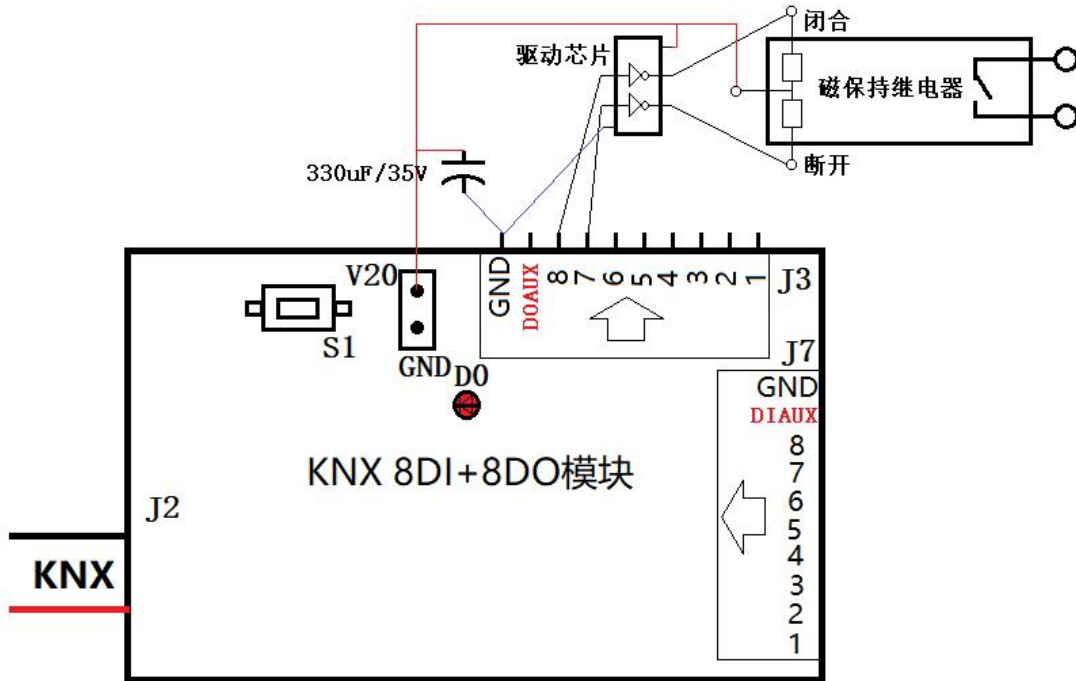 闭合
驱动芯片
磁保持继电器
断开
330uF/35V
V20
GND
S1
D0
GND
DOAUX
8
7
6
5
4
3
2
1
J3
J7
GND
DIAUX
8
7
6
5
4
3
2
1
KNX 8DI+8DO模块
J2
KNX